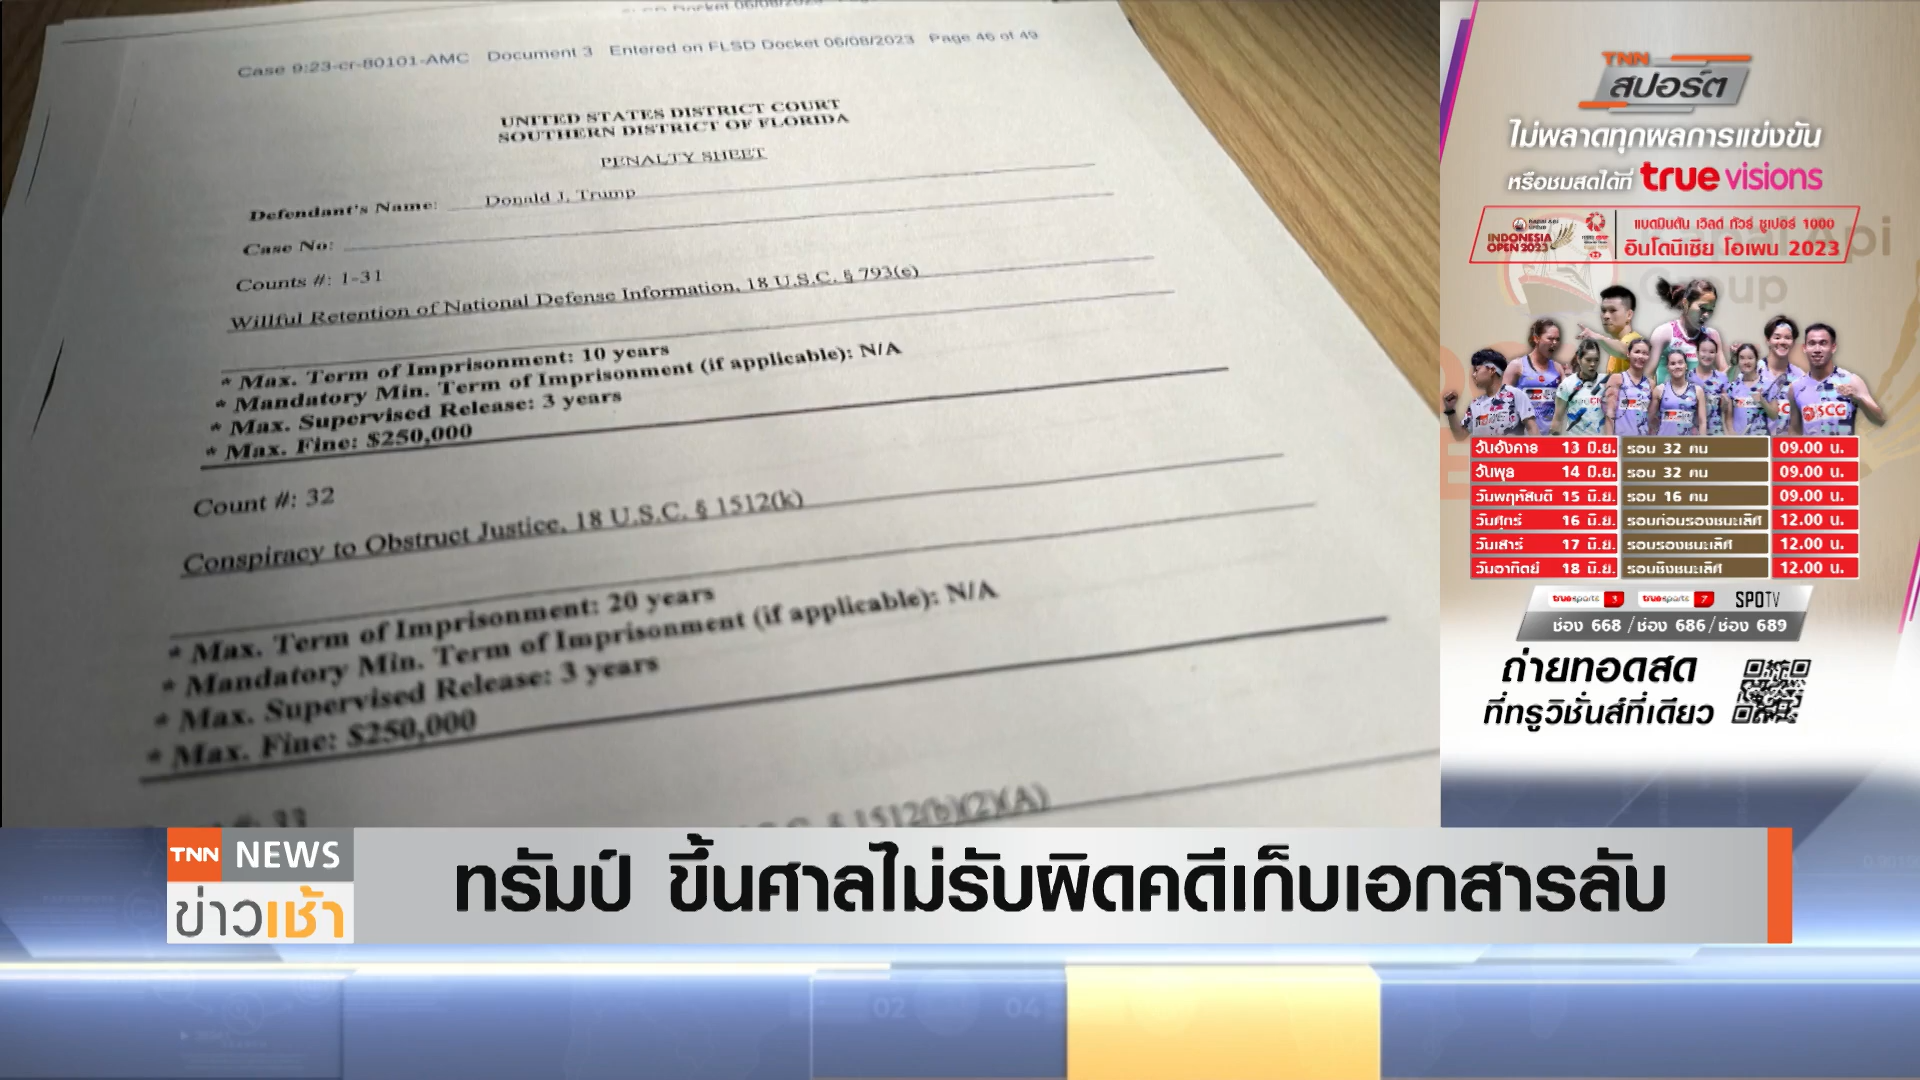 Case 9:23-cr-80101-AMC Document 3 Entered on FLSD Docket 06/08/2023 Page 46 of 49
UNITED STATES DISTRICT COURT
SOUTHERN DISTRICT OF FLORIDA
PENALTY SHEET
Defendant's Name: Donald J. Trump
Case No:
Counts #: 1-31
Willful Retention of National Defense Information, 18 U.S.C. § 793(e)
* Max. Term of Imprisonment: 10 years
* Mandatory Min. Term of Imprisonment (if applicable): N/A
* Max. Supervised Release: 3 years
* Max. Fine: $250,000
Count #: 32
Conspiracy to Obstruct Justice, 18 U.S.C. § 1512(k)
* Max. Term of Imprisonment: 20 years
* Mandatory Min. Term of Imprisonment (if applicable): N/A
* Max. Supervised Release: 3 years
* Max. Fine: $250,000
33
§ 1512(b)(2)(A)
TNN
สปอร์ต
ไม่พลาดทุกผลการแข่งขัน
หรือชมสดได้ที่ true visions
INDONESIA
OPEN 2023
แบดมินตัน เวิลด์ ทัวร์ ซูเปอร์ 1000
อินโดนีเซีย โอเพน 2023
Group
SCG
วันอังคาร 13 มิ.ย. รอบ 32 คน 09.00 น.
วันพุธ 14 มิ.ย. รอบ 32 คน 09.00 น.
วันพฤหัสบดี 15 มิ.ย. รอบ 16 คน 09.00 น.
วันศุกร์ 16 มิ.ย. รอบก่อนรองชนะเลิศ 12.00 น.
วันเสาร์ 17 มิ.ย. รอบรองชนะเลิศ 12.00 น.
วันอาทิตย์ 18 มิ.ย. รอบชิงชนะเลิศ 12.00 น.
truesports 3 truesports 7 SPOTV
ช่อง 668 / ช่อง 686 / ช่อง 689
ถ่ายทอดสด
ที่ทรูวิชั่นส์ที่เดียว
TNN NEWS
ข่าวเช้า
ทรัมป์ ขึ้นศาลไม่รับผิดคดีเก็บเอกสารลับ
02 04